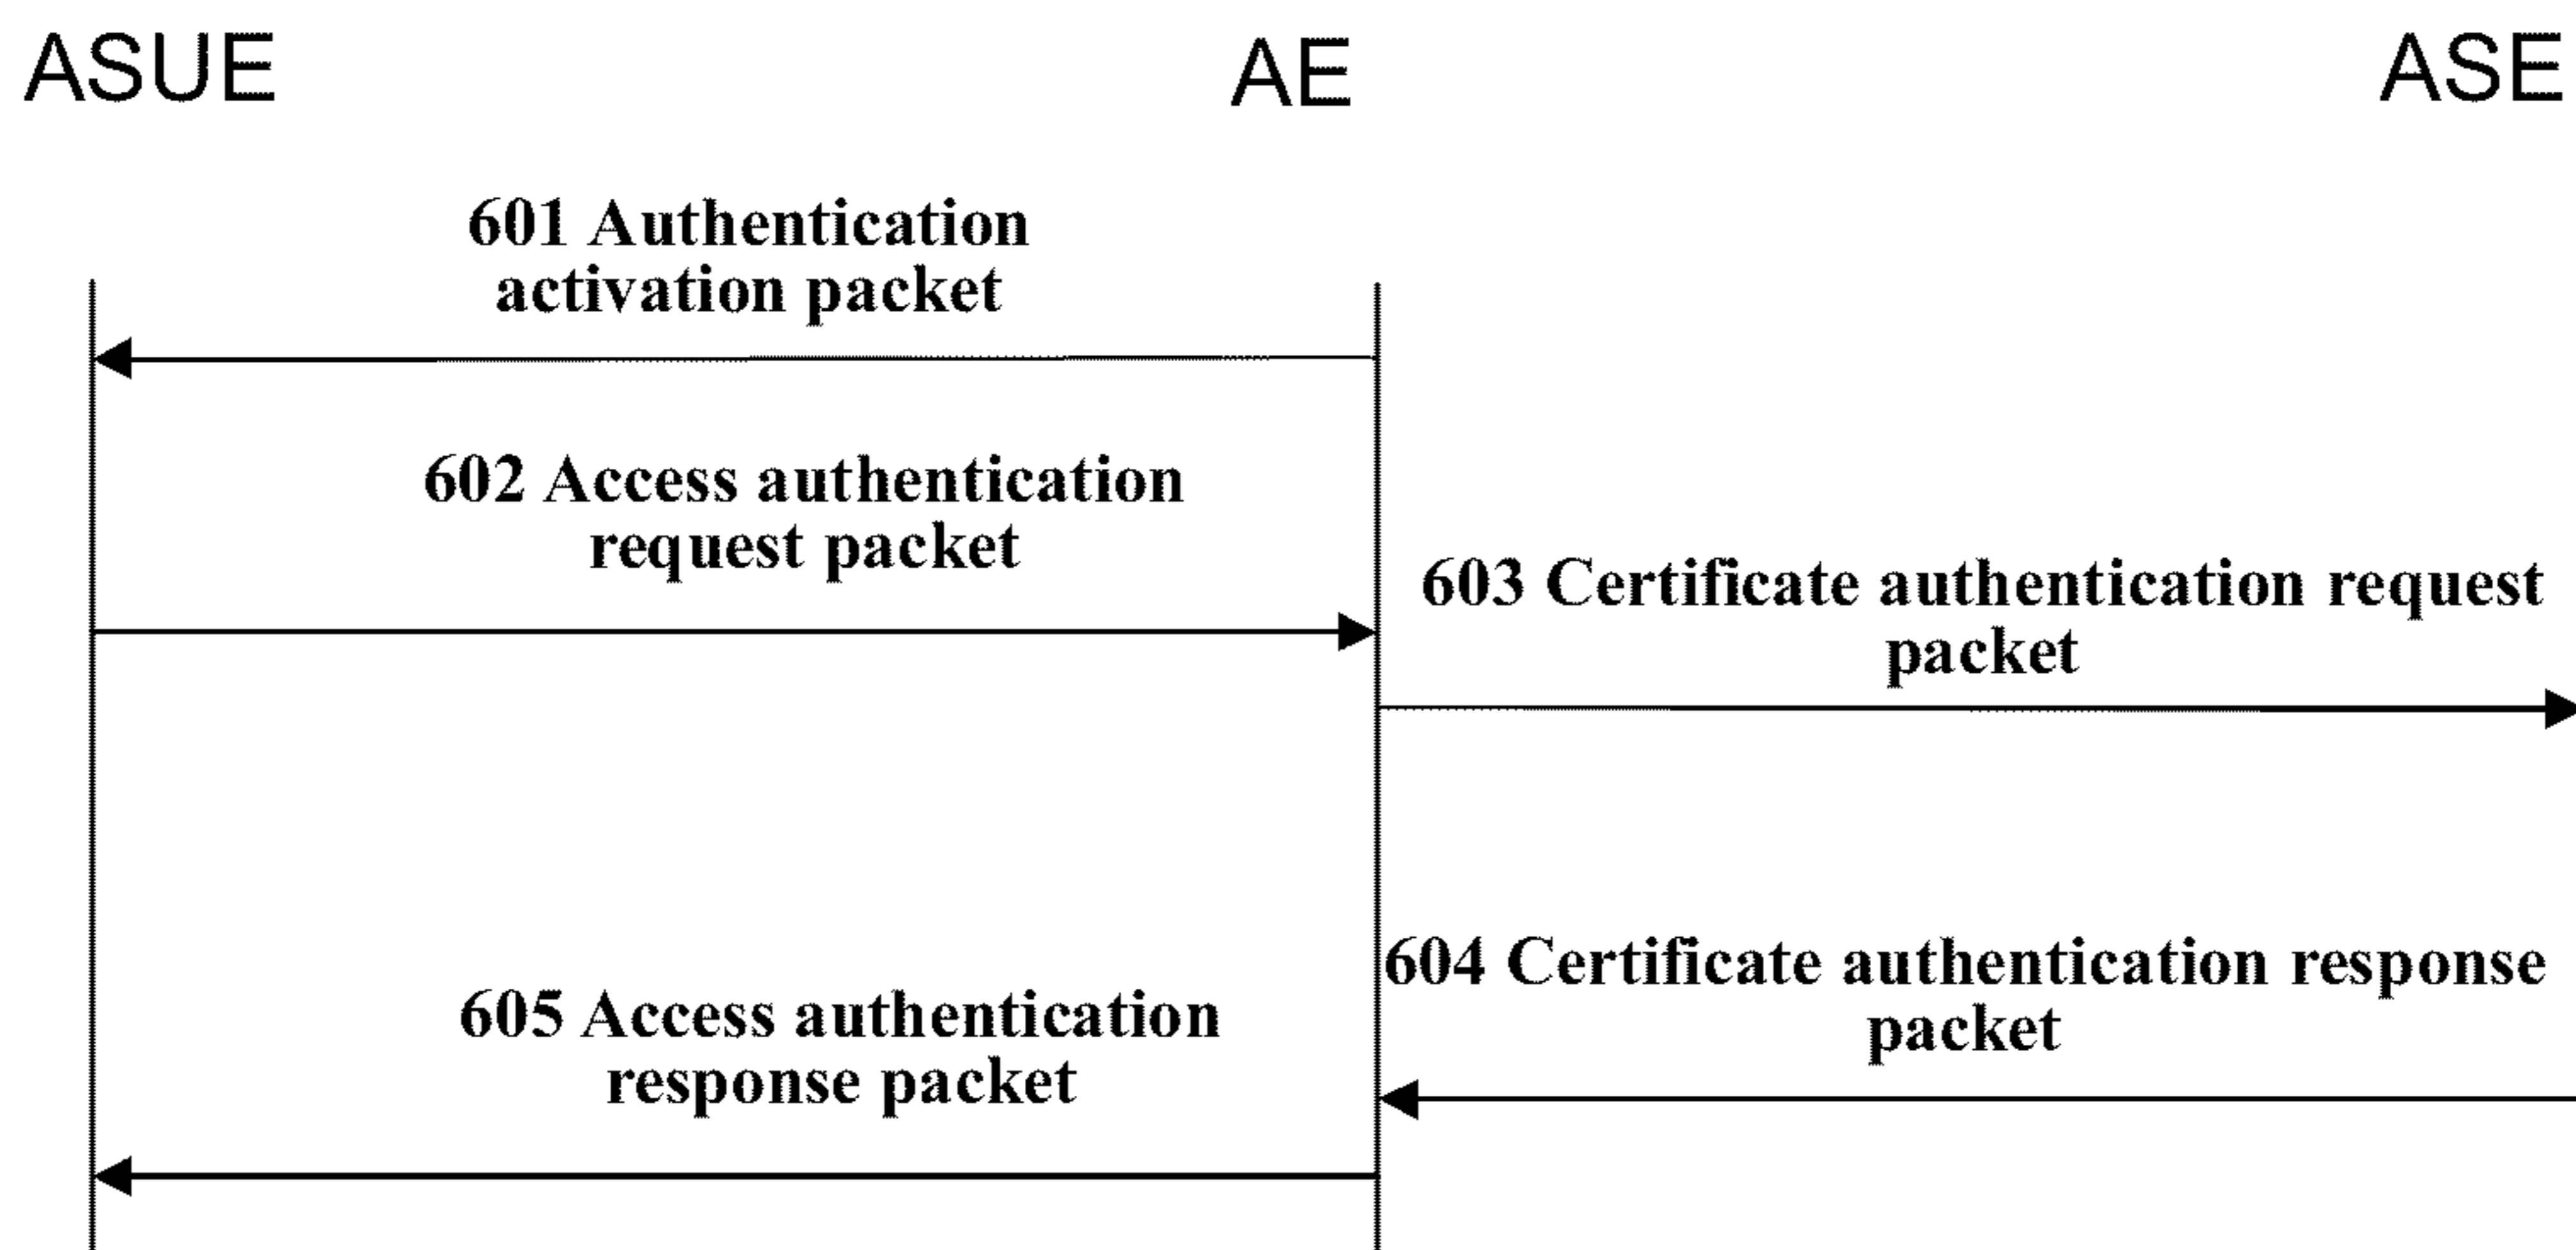 ASUE
AE
ASE
601 Authentication
activation packet
602 Access authentication
request packet
603 Certificate authentication request
packet
604 Certificate authentication response
packet
605 Access authentication
response packet